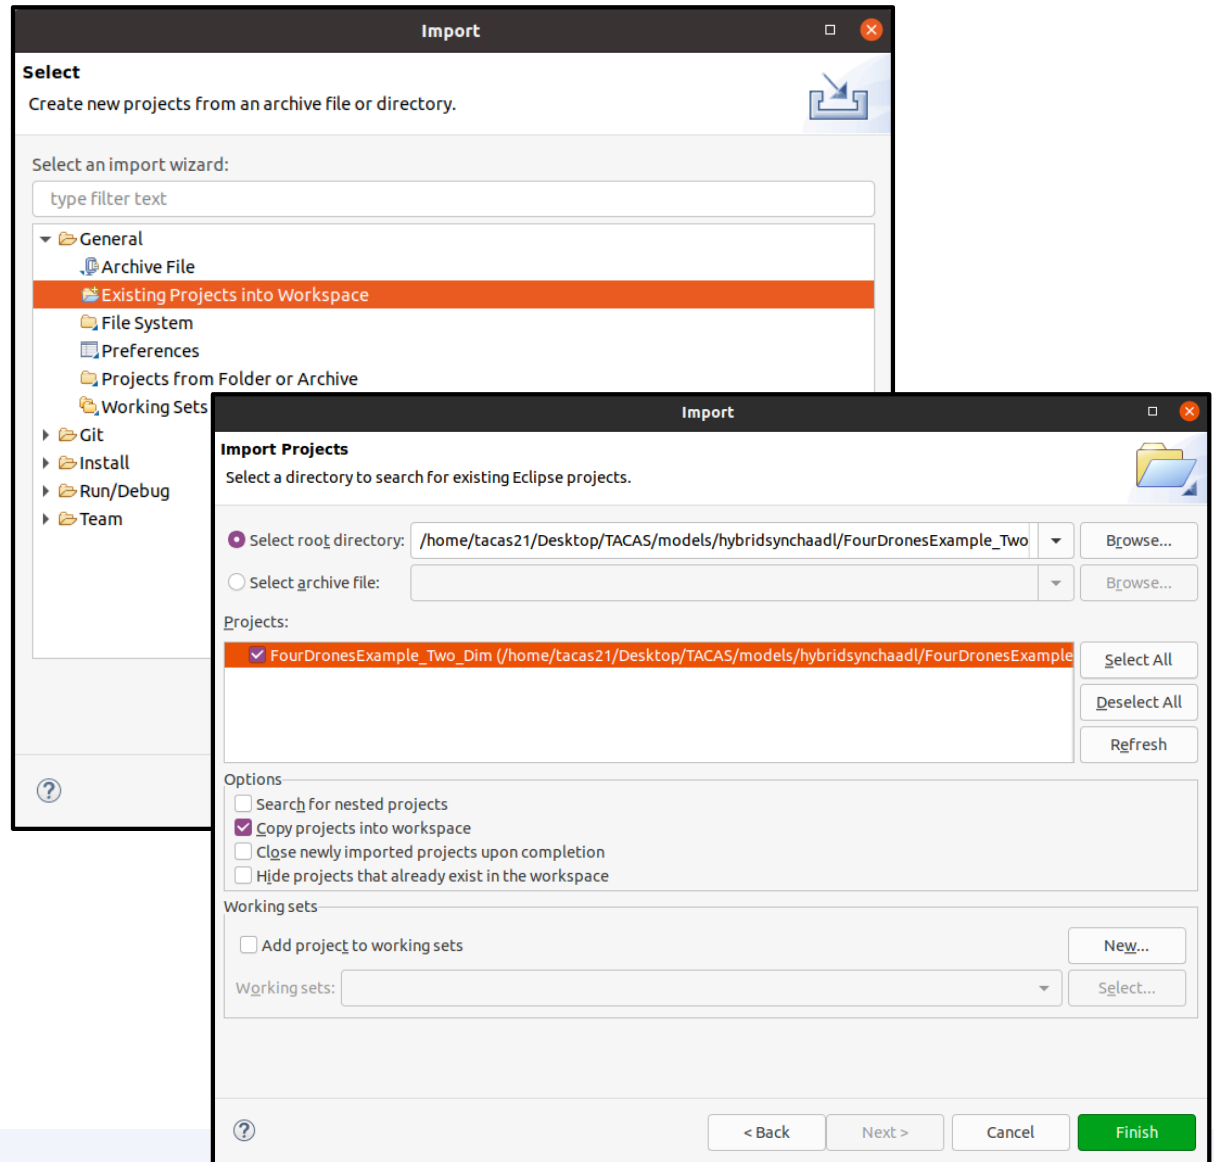 Import
Select
Create new projects from an archive file or directory.
Select an import wizard:
type filter text
General
Archive File
Existing Projects into Workspace
File System
Preferences
Projects from Folder or Archive
Working Sets
Git
Install
Run/Debug
Team
Import
Import Projects
Select a directory to search for existing Eclipse projects.
Select root directory: /home/tacas21/Desktop/TACAS/models/hybridsynchaadl/FourDronesExample_Two Browse...
Select archive file: Browse...
Projects:
FourDronesExample_Two_Dim (/home/tacas21/Desktop/TACAS/models/hybridsynchaadl/FourDronesExample Select All
Deselect All
Refresh
Options
Search for nested projects
Copy projects into workspace
Close newly imported projects upon completion
Hide projects that already exist in the workspace
Working sets
Add project to working sets New...
Working sets: Select...
< Back Next > Cancel Finish